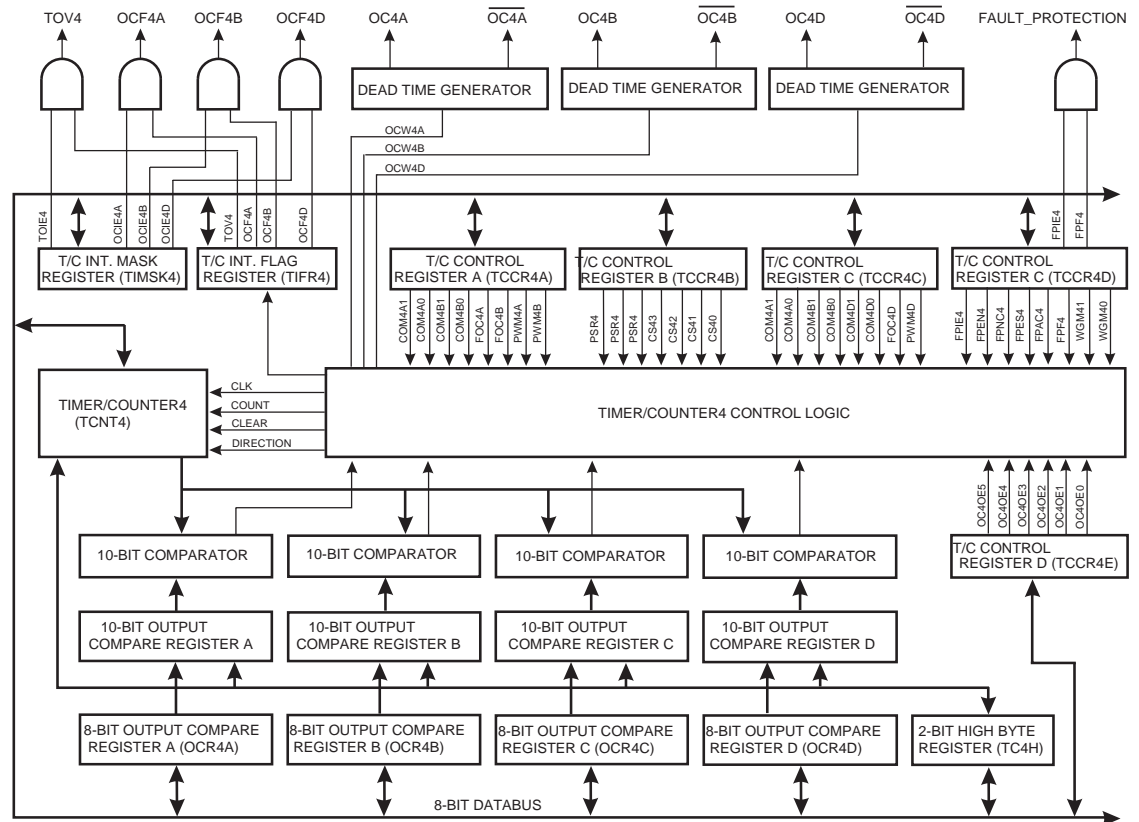 TOV4 OCF4A OCF4B OCF4D OC4A OC4A OC4B OC4B OC4D OC4D FAULT_PROTECTION
DEAD TIME GENERATOR DEAD TIME GENERATOR DEAD TIME GENERATOR
OCW4A
OCW4B
OCW4D
TOIE4 OCIE4A OCIE4B OCIE4D TOV4 OCF4A OCF4B OCF4D FPIE4 FPF4
T/C INT. MASK
REGISTER (TIMSK4)
T/C INT. FLAG
REGISTER (TIFR4)
T/C CONTROL
REGISTER A (TCCR4A)
T/C CONTROL
REGISTER B (TCCR4B)
T/C CONTROL
REGISTER C (TCCR4C)
T/C CONTROL
REGISTER C (TCCR4D)
COM4A1 COM4A0 COM4B1 COM4B0 FOC4A FOC4B PWM4A PWM4B
PSR4 PSR4 PSR4 CS43 CS42 CS41 CS40
COM4A1 COM4A0 COM4B1 COM4B0 COM4D1 COM4D0 FOC4D PWM4D
FPIE4 FPEN4 FPNC4 FPES4 FPAC4 FPF4 WGM41 WGM40
TIMER/COUNTER4
(TCNT4)
CLK
COUNT
CLEAR
DIRECTION
TIMER/COUNTER4 CONTROL LOGIC
OC4OE5 OC4OE4 OC4OE3 OC4OE2 OC4OE1 OC4OE0
10-BIT COMPARATOR 10-BIT COMPARATOR 10-BIT COMPARATOR 10-BIT COMPARATOR
T/C CONTROL
REGISTER D (TCCR4E)
10-BIT OUTPUT
COMPARE REGISTER A
10-BIT OUTPUT
COMPARE REGISTER B
10-BIT OUTPUT
COMPARE REGISTER C
10-BIT OUTPUT
COMPARE REGISTER D
8-BIT OUTPUT COMPARE
REGISTER A (OCR4A)
8-BIT OUTPUT COMPARE
REGISTER B (OCR4B)
8-BIT OUTPUT COMPARE
REGISTER C (OCR4C)
8-BIT OUTPUT COMPARE
REGISTER D (OCR4D)
2-BIT HIGH BYTE
REGISTER (TC4H)
8-BIT DATABUS